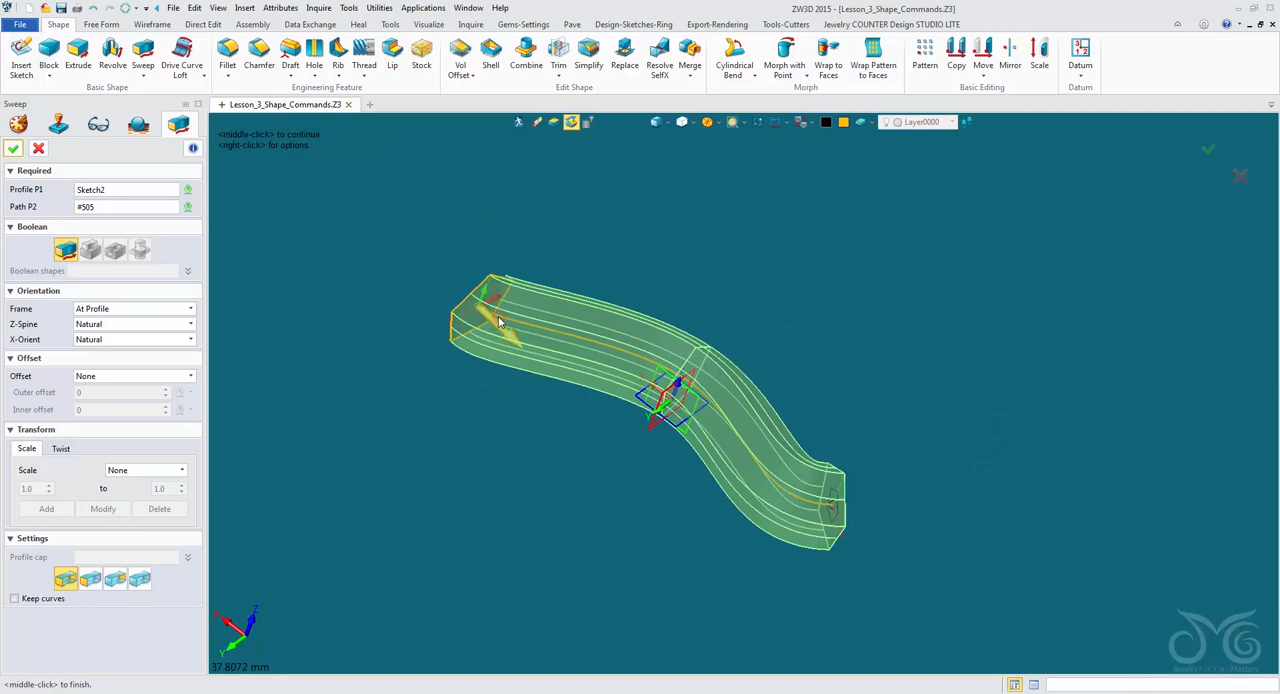 File Edit View Insert Attributes Inquire Tools Utilities Applications Window Help ZW3D 2015 - [Lesson_3_Shape_Commands.Z3]
File Shape Free Form Wireframe Direct Edit Assembly Data Exchange Heal Tools Visualize Inquire Gems-Settings Pave Design-Sketches-Ring Export-Rendering Tools-Cutters Jewelry COUNTER Design STUDIO LITE
Insert Sketch Block Extrude Revolve Sweep Drive Curve Loft Fillet Chamfer Draft Hole Rib Thread Lip Stock Vol Offset Shell Combine Trim Simplify Replace Resolve SelfX Merge Cylindrical Bend Morph with Point Wrap to Faces Wrap Pattern to Faces Pattern Copy Move Mirror Scale Datum
Basic Shape Engineering Feature Edit Shape Morph Basic Editing Datum
Sweep
Lesson_3_Shape_Commands.Z3
Layer0000
<middle-click> to continue.
<right-click> for options.
Required
Profile P1 Sketch2
Path P2 #505
Boolean
Boolean shapes
Orientation
Frame At Profile
Z-Spine Natural
X-Orient Natural
Offset
Offset None
Outer offset 0
Inner offset 0
Transform
Scale Twist
Scale None
1.0 to 1.0
Add Modify Delete
Settings
Profile cap
Keep curves
Z
X
Y
37.8072 mm
<middle-click> to finish.